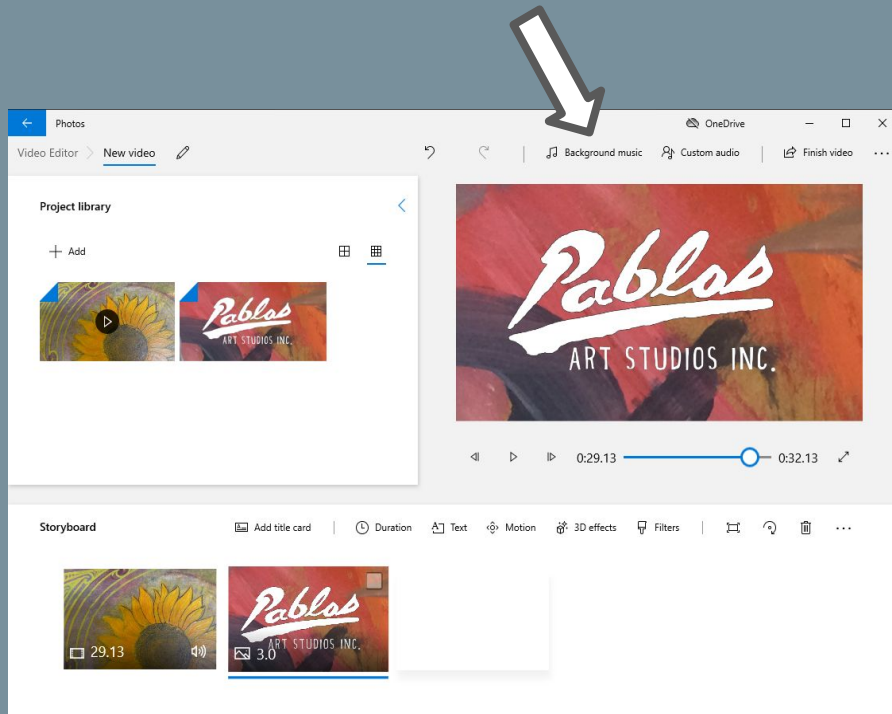 Photos
OneDrive
Video Editor > New video
Background music
Custom audio
Finish video
Project library
Add
Pablos
ART STUDIOS INC.
Pablos
ART STUDIOS INC.
0:29.13
0:32.13
Storyboard
Add title card
Duration
Text
Motion
3D effects
Filters
29.13
Pablos
ART STUDIOS INC.
3.0